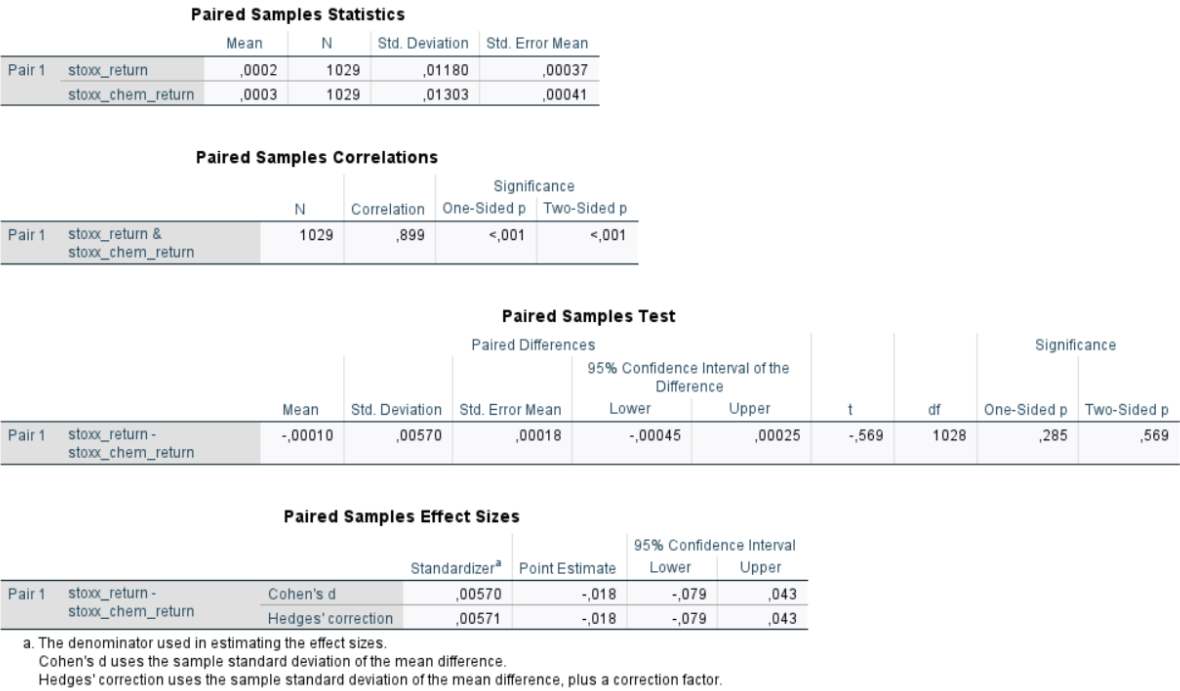 Paired Samples Statistics
Mean N Std. Deviation Std. Error Mean
Pair 1 stoxx_return ,0002 1029 ,01180 ,00037
stoxx_chem_return ,0003 1029 ,01303 ,00041
Paired Samples Correlations
Significance
N Correlation One-Sided p Two-Sided p
Pair 1 stoxx_return & 1029 ,899 <,001 <,001
stoxx_chem_return
Paired Samples Test
Paired Differences Significance
95% Confidence Interval of the
Difference
Mean Std. Deviation Std. Error Mean Lower Upper t df One-Sided p Two-Sided p
Pair 1 stoxx_return - -,00010 ,00570 ,00018 -,00045 ,00025 -,569 1028 ,285 ,569
stoxx_chem_return
Paired Samples Effect Sizes
95% Confidence Interval
Standardizerᵃ Point Estimate Lower Upper
Pair 1 stoxx_return - Cohen's d ,00570 -,018 -,079 ,043
stoxx_chem_return Hedges' correction ,00571 -,018 -,079 ,043
a. The denominator used in estimating the effect sizes.
Cohen's d uses the sample standard deviation of the mean difference.
Hedges' correction uses the sample standard deviation of the mean difference, plus a correction factor.